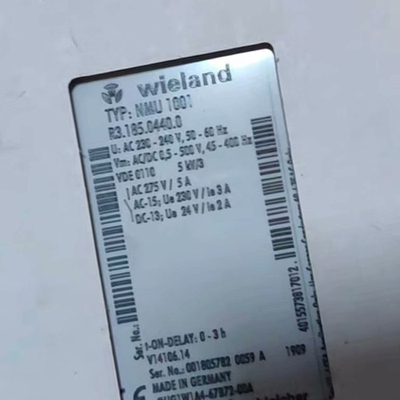 wieland
TYP: NMU 1001
R3.185.0440.0
U: AC 230 - 240 V, 50 - 60 Hz
Vm: AC/DC 0,5 - 500 V, 45 - 400 Hz
VDE 0110 5 kV/3
AC 275 V / 5 A
AC-15; Ue 230 V / Ie 3 A
DC-13; Ue 24 V / Ie 2 A
4015573817012
-ON-DELAY: 0 - 3 h
V14106.14
Serial. No.: 001805782 0059 A 1909
MADE IN GERMANY